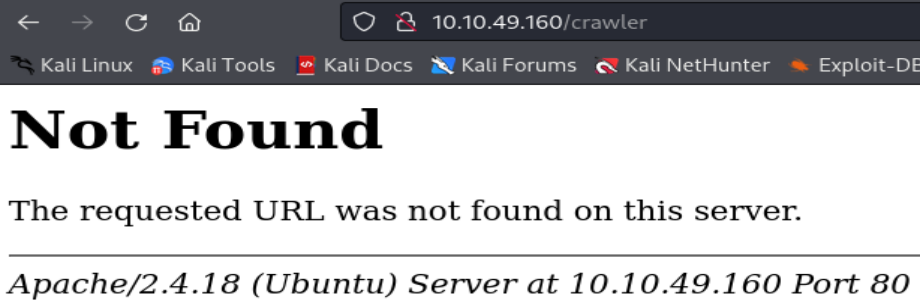 10.10.49.160/crawler
Kali Linux Kali Tools Kali Docs Kali Forums Kali NetHunter Exploit-DB
Not Found
The requested URL was not found on this server.
Apache/2.4.18 (Ubuntu) Server at 10.10.49.160 Port 80